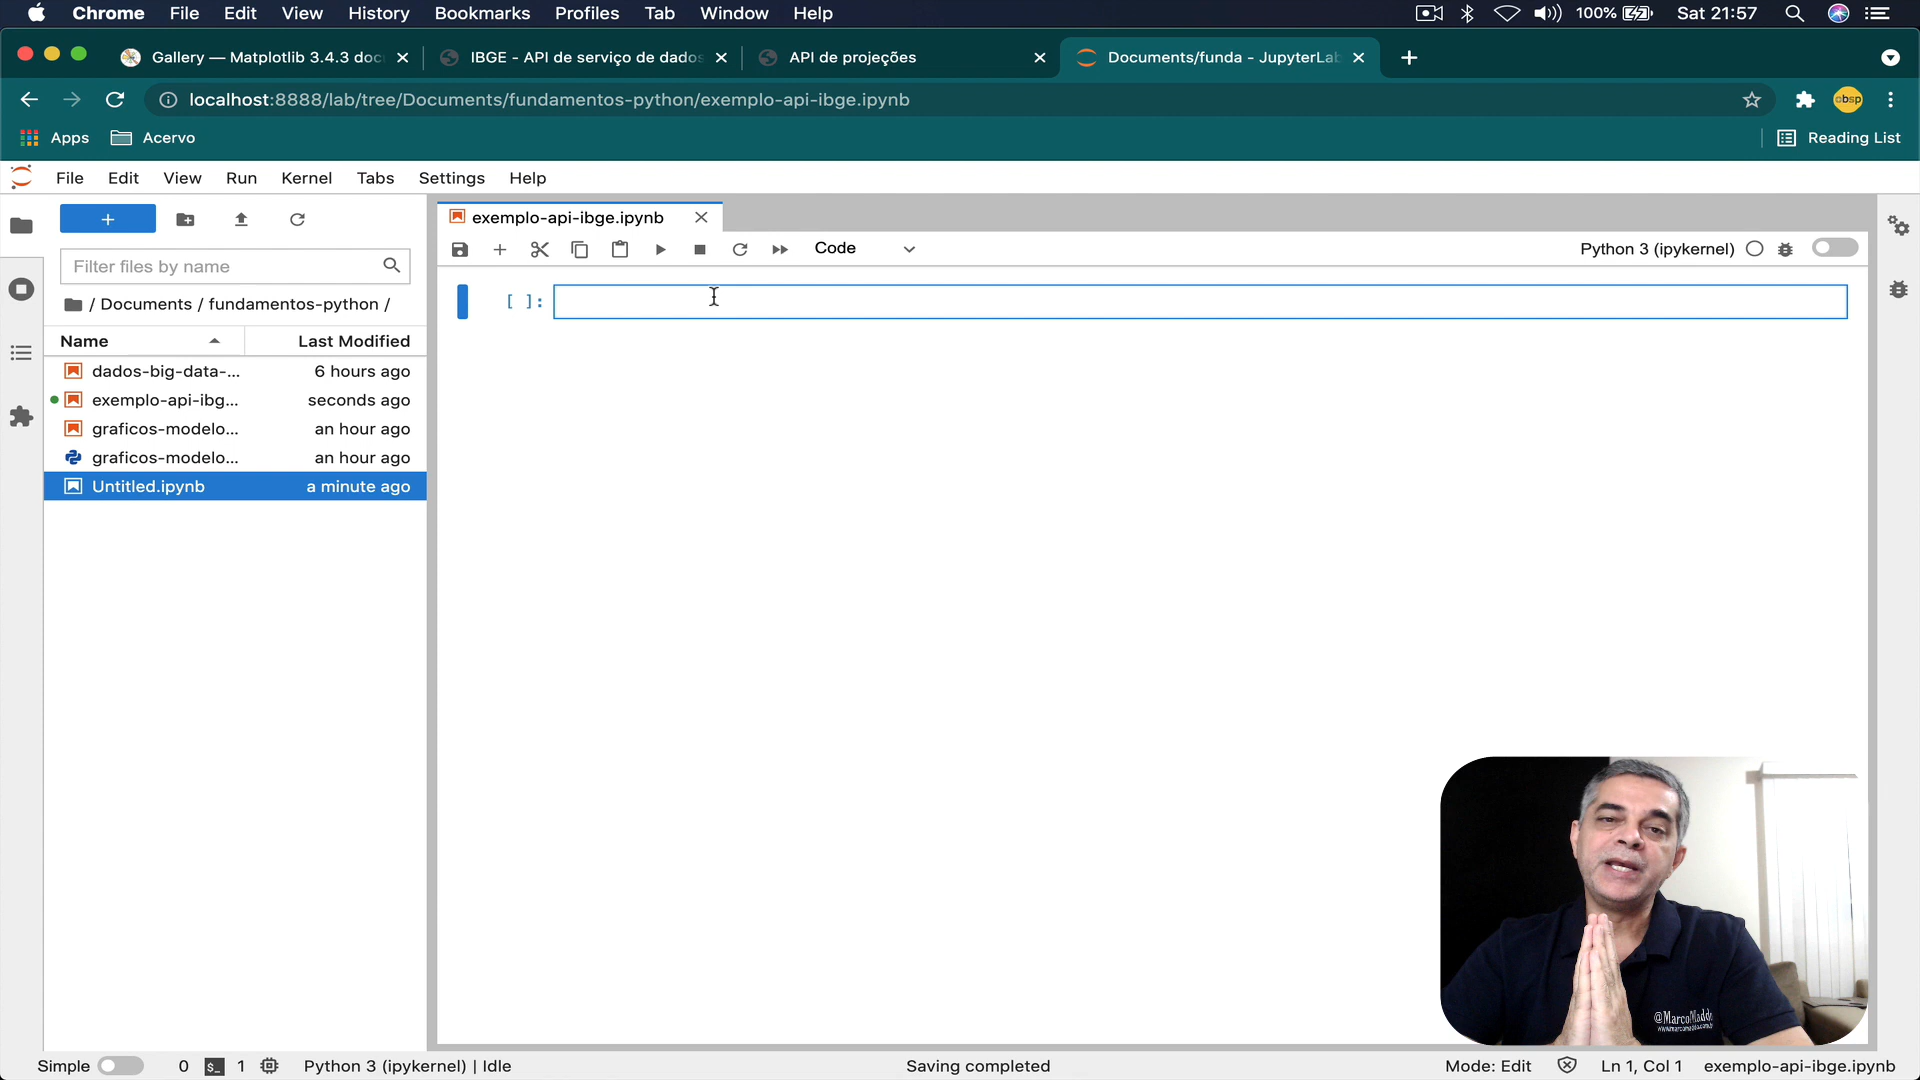 Chrome File Edit View History Bookmarks Profiles Tab Window Help 100% Sat 21:57
Gallery — Matplotlib 3.4.3 doc IBGE - API de serviço de dados API de projeções Documents/funda - JupyterLab
localhost:8888/lab/tree/Documents/fundamentos-python/exemplo-api-ibge.ipynb obsp
Apps Acervo Reading List
File Edit View Run Kernel Tabs Settings Help
+ exemplo-api-ibge.ipynb
Code Python 3 (ipykernel)
Filter files by name
/ Documents / fundamentos-python / [ ]:
Name Last Modified
dados-big-data-... 6 hours ago
exemplo-api-ibg... seconds ago
graficos-modelo... an hour ago
graficos-modelo... an hour ago
Untitled.ipynb a minute ago
@MarcoMadde
Simple 0 $_ 1 Python 3 (ipykernel) | Idle Saving completed Mode: Edit Ln 1, Col 1 exemplo-api-ibge.ipynb